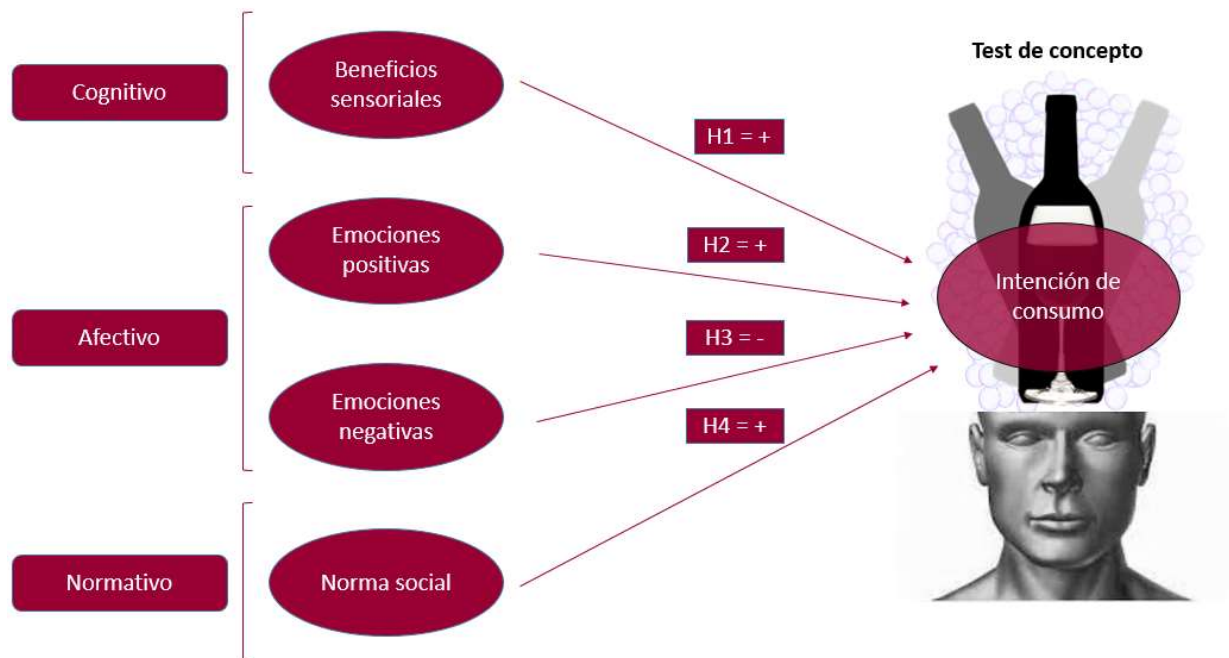 Test de concepto
Cognitivo
Beneficios
sensoriales
H1 = +
Emociones
positivas
H2 = +
Intención de
consumo
Afectivo
H3 = -
Emociones
negativas
H4 = +
Normativo
Norma social